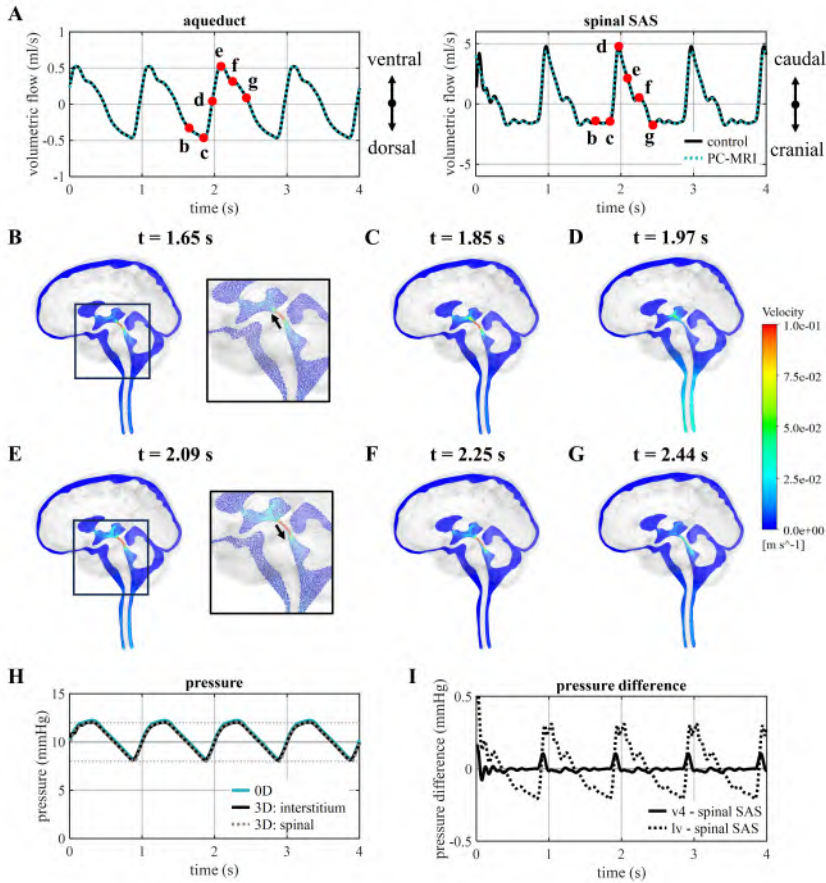 A
aqueduct
1
0.5
0
-0.5
-1
volumetric flow (ml/s)
0 1 2 3 4
time (s)
b
c
d
e
f
g
ventral
dorsal
spinal SAS
5
0
-5
volumetric flow (ml/s)
0 1 2 3 4
time (s)
b
c
d
e
f
g
control
PC-MRI
caudal
cranial
B
t = 1.65 s
C
t = 1.85 s
D
t = 1.97 s
Velocity
1.0e-01
7.5e-02
5.0e-02
2.5e-02
0.0e+00
[m s^-1]
E
t = 2.09 s
F
t = 2.25 s
G
t = 2.44 s
H
pressure
15
10
5
0
pressure (mmHg)
0 1 2 3 4
time (s)
0D
3D: interstitium
3D: spinal
I
pressure difference
0.5
0
-0.5
pressure difference (mmHg)
0 1 2 3 4
time (s)
v4 - spinal SAS
lv - spinal SAS